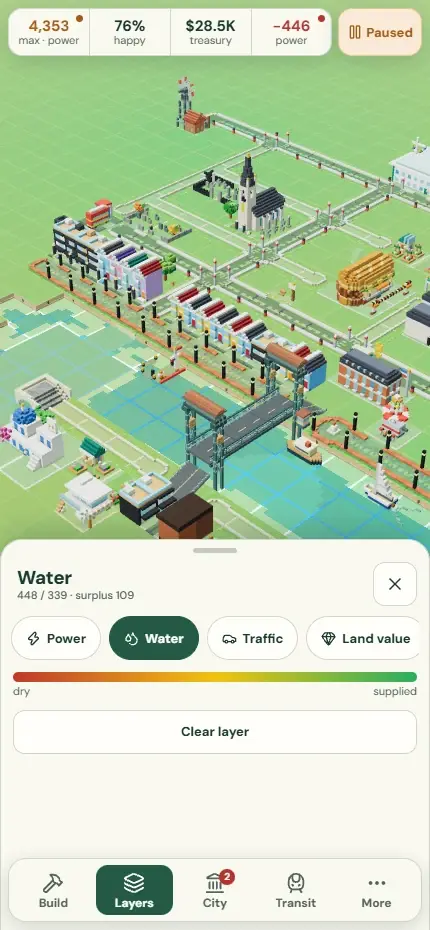 4,353
max · power
76%
happy
$28.5K
treasury
−446
power
Paused
Water
448 / 339 · surplus 109
Power
Water
Traffic
Land value
dry
supplied
Clear layer
Build
Layers
City
2
Transit
More